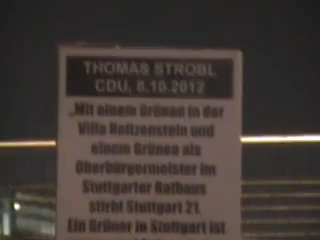 THOMAS STROBL
CDU, 8.10.2012
„Mit einem Grünen in der
Villa Reitzenstein und
einem Grünen als
Oberbürgermeister im
Stuttgarter Rathaus
stirbt Stuttgart 21.
Ein Grüner in Stuttgart ist